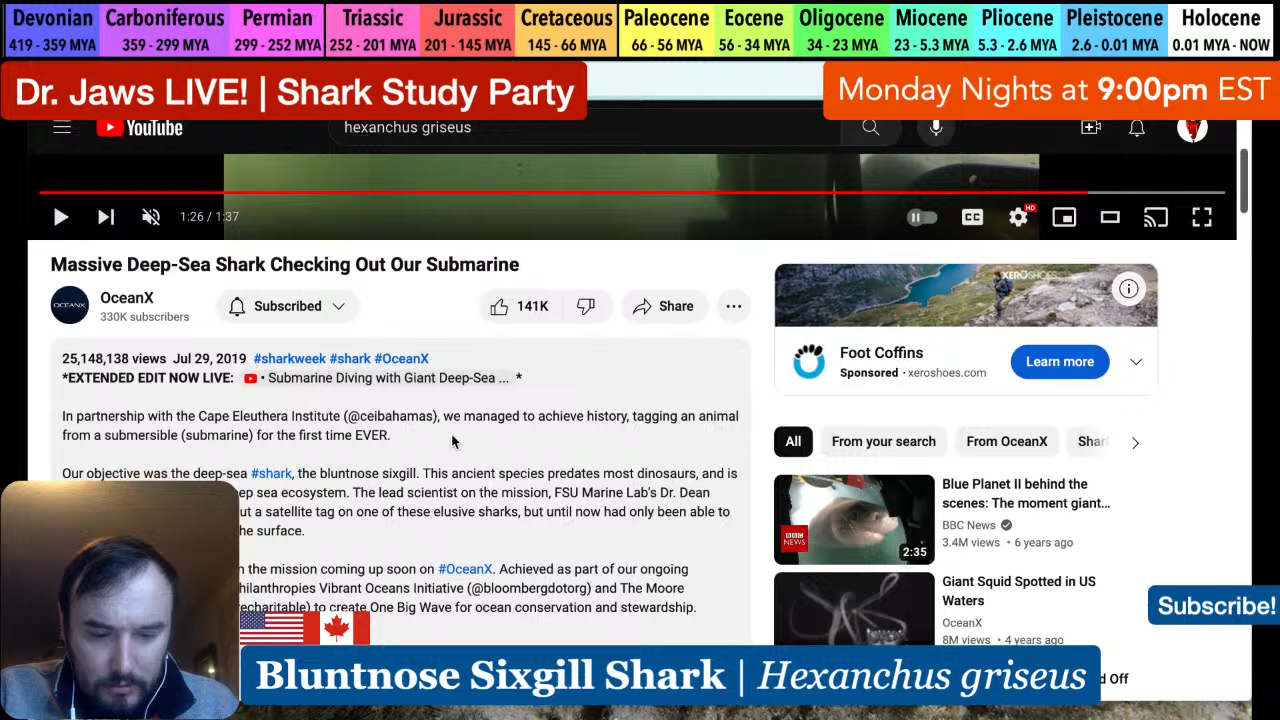 Devonian
419 - 359 MYA
Carboniferous
359 - 299 MYA
Permian
299 - 252 MYA
Triassic
252 - 201 MYA
Jurassic
201 - 145 MYA
Cretaceous
145 - 66 MYA
Paleocene
66 - 56 MYA
Eocene
56 - 34 MYA
Oligocene
34 - 23 MYA
Miocene
23 - 5.3 MYA
Pliocene
5.3 - 2.6 MYA
Pleistocene
2.6 - 0.01 MYA
Holocene
0.01 MYA - NOW
Dr. Jaws LIVE! | Shark Study Party
Monday Nights at 9:00pm EST
YouTube
hexanchus griseus
1:26 / 1:37
CC
HD
Massive Deep-Sea Shark Checking Out Our Submarine
OCEANX
OceanX
330K subscribers
Subscribed
141K
Share
25,148,138 views Jul 29, 2019 #sharkweek #shark #OceanX
*EXTENDED EDIT NOW LIVE: • Submarine Diving with Giant Deep-Sea ... *
In partnership with the Cape Eleuthera Institute (@ceibahamas), we managed to achieve history, tagging an animal
from a submersible (submarine) for the first time EVER.
Our objective was the deep-sea #shark, the bluntnose sixgill. This ancient species predates most dinosaurs, and is
ep sea ecosystem. The lead scientist on the mission, FSU Marine Lab's Dr. Dean
ut a satellite tag on one of these elusive sharks, but until now had only been able to
he surface.
n the mission coming up soon on #OceanX. Achieved as part of our ongoing
hilanthropies Vibrant Oceans Initiative (@bloombergdotorg) and The Moore
recharitable) to create One Big Wave for ocean conservation and stewardship.
XEROSHOES
Foot Coffins
Sponsored · xeroshoes.com
Learn more
All
From your search
From OceanX
Shar
BBC
NEWS
2:35
Blue Planet II behind the
scenes: The moment giant...
BBC News
3.4M views • 6 years ago
Giant Squid Spotted in US
Waters
OceanX
8M views • 4 years ago
d Off
Subscribe!
Bluntnose Sixgill Shark | Hexanchus griseus